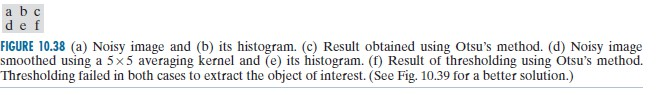 a b c
d e f
FIGURE 10.38 (a) Noisy image and (b) its histogram. (c) Result obtained using Otsu's method. (d) Noisy image
smoothed using a 5×5 averaging kernel and (e) its histogram. (f) Result of thresholding using Otsu's method.
Thresholding failed in both cases to extract the object of interest. (See Fig. 10.39 for a better solution.)